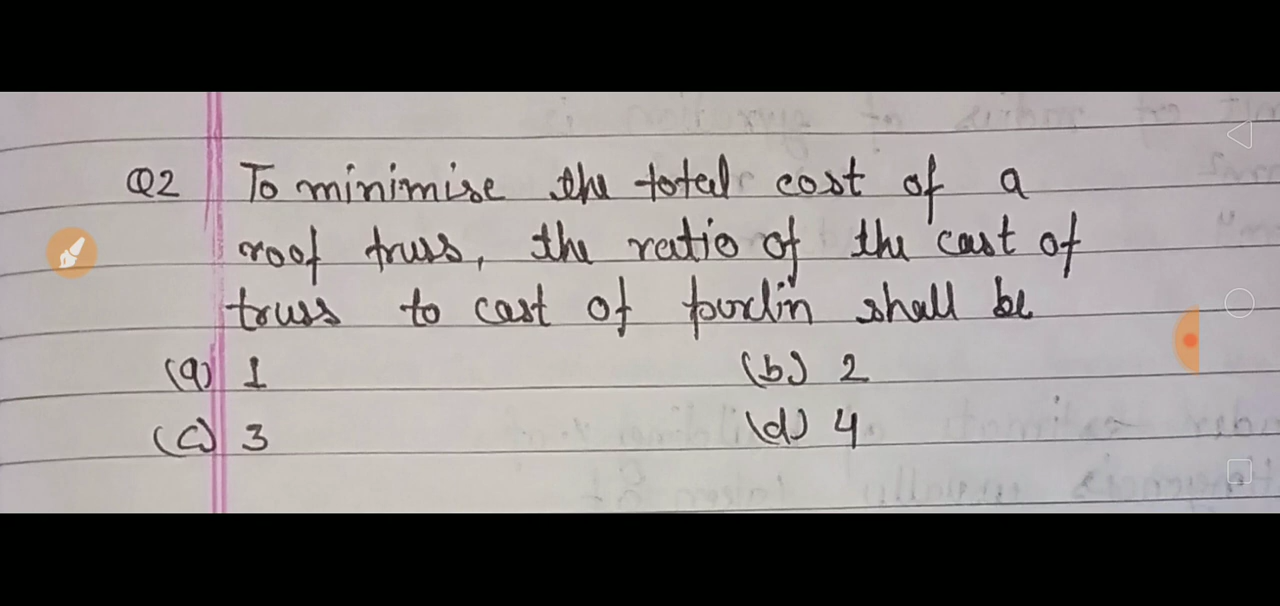 Q2 To minimise the total cost of a
roof truss, the ratio of the cost of
truss to cost of purlin shall be
(a) 1 (b) 2
(c) 3 (d) 4